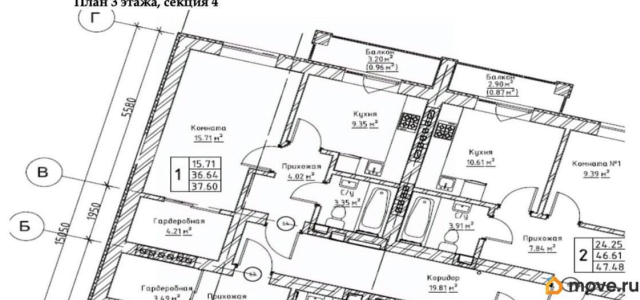 План 3 этажа, секция 4
Г
Балкон
3.20 м²
(0.96 м²)
Балкон
2.90 м²
(0.87 м²)
5580
Комната
15.71 м²
Кухня
9.35 м²
Кухня
10.61 м²
Комната №1
9.39 м²
1
15.71
36.64
37.60
Прихожая
4.02 м²
В
С/у
3.35 м²
С/у
3.91 м²
Прихожая
7.84 м²
Гардеробная
4.21 м²
1950
Б
15050
2
24.25
46.61
47.48
Коридор
19.81 м²
Гардеробная
3.49 м²
Прихожая
move.ru